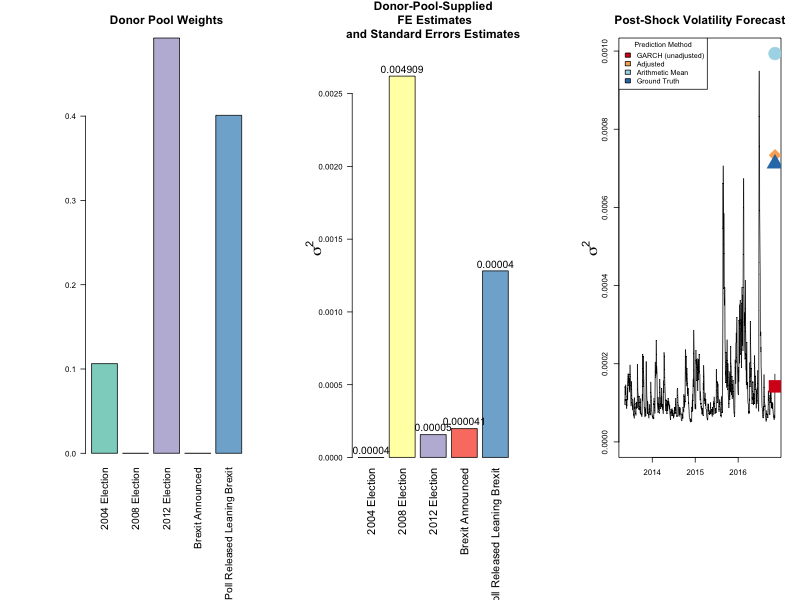 Donor Pool Weights
0.0
0.1
0.2
0.3
0.4
2004 Election
2008 Election
2012 Election
Brexit Announced
Poll Released Leaning Brexit
Donor-Pool-Supplied
FE Estimates
and Standard Errors Estimates
σ2
0.0000
0.0005
0.0010
0.0015
0.0020
0.0025
0.00004
0.004909
0.00005
0.000041
0.00004
2004 Election
2008 Election
2012 Election
Brexit Announced
oll Released Leaning Brexit
Post-Shock Volatility Forecast
σ2
0.0000
0.0002
0.0004
0.0006
0.0008
0.0010
Prediction Method
GARCH (unadjusted)
Adjusted
Arithmetic Mean
Ground Truth
2014
2015
2016